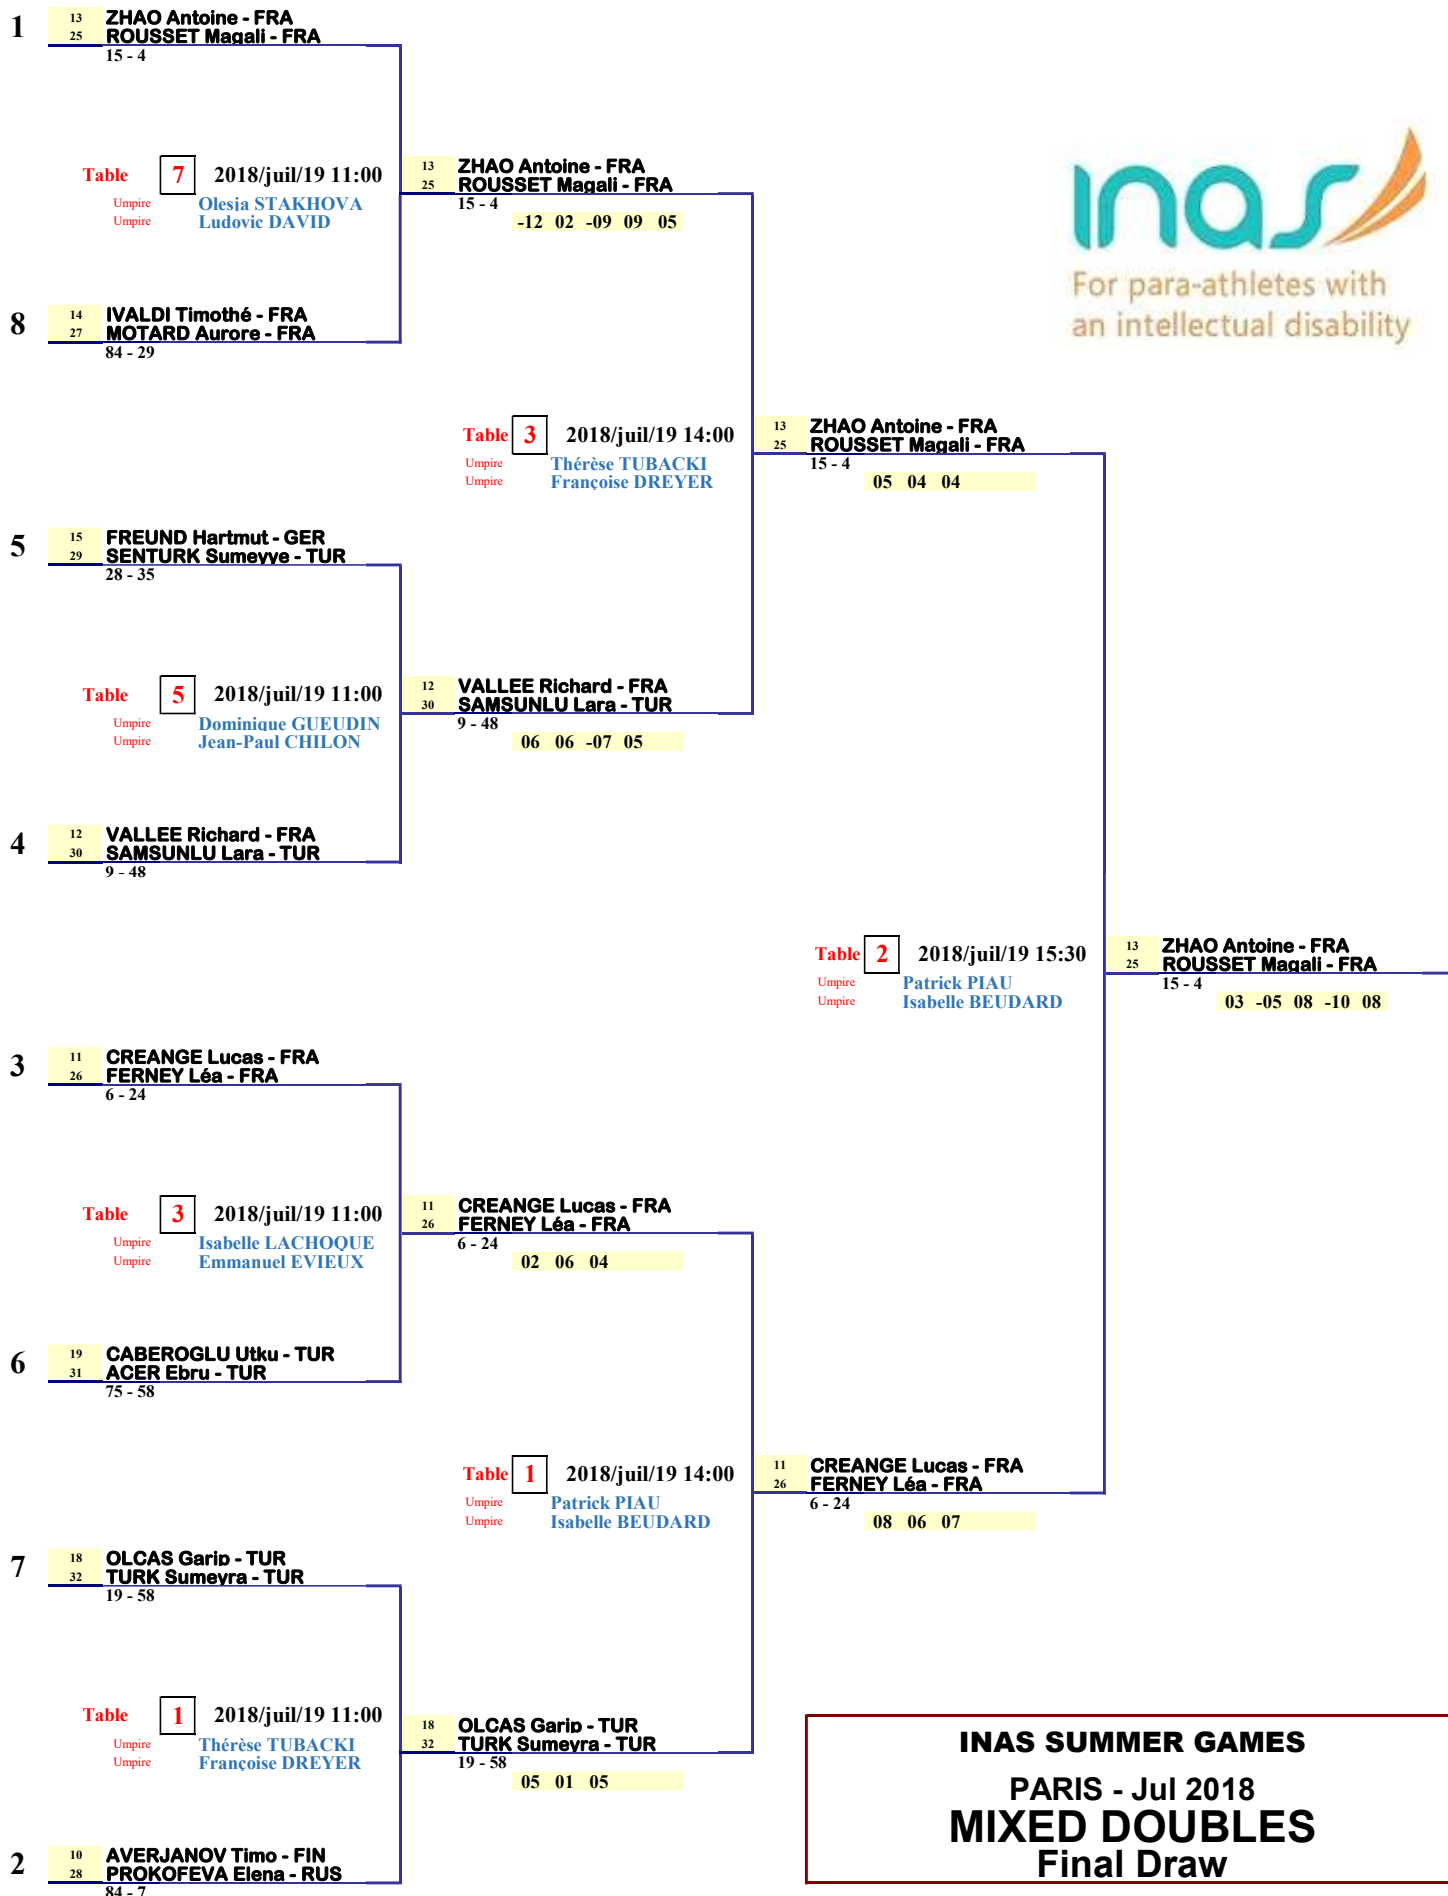 1
13 ZHAO Antoine - FRA
25 ROUSSET Magali - FRA
15 - 4
Table 7 2018/juil/19 11:00
Umpire Olesia STAKHOVA
Umpire Ludovic DAVID
13 ZHAO Antoine - FRA
25 ROUSSET Magali - FRA
15 - 4
-12 02 -09 09 05
inas
For para-athletes with
an intellectual disability
8
14 IVALDI Timothé - FRA
27 MOTARD Aurore - FRA
84 - 29
Table 3 2018/juil/19 14:00
Umpire Thérèse TUBACKI
Umpire Françoise DREYER
13 ZHAO Antoine - FRA
25 ROUSSET Magali - FRA
15 - 4
05 04 04
5
15 FREUND Hartmut - GER
29 SENTURK Sumeyye - TUR
28 - 35
Table 5 2018/juil/19 11:00
Umpire Dominique GUEUDIN
Umpire Jean-Paul CHILON
12 VALLEE Richard - FRA
30 SAMSUNLU Lara - TUR
9 - 48
06 06 -07 05
4
12 VALLEE Richard - FRA
30 SAMSUNLU Lara - TUR
9 - 48
Table 2 2018/juil/19 15:30
Umpire Patrick PIAU
Umpire Isabelle BEUDARD
13 ZHAO Antoine - FRA
25 ROUSSET Magali - FRA
15 - 4
03 -05 08 -10 08
3
11 CREANGE Lucas - FRA
26 FERNEY Léa - FRA
6 - 24
Table 3 2018/juil/19 11:00
Umpire Isabelle LACHOQUE
Umpire Emmanuel EVIEUX
11 CREANGE Lucas - FRA
26 FERNEY Léa - FRA
6 - 24
02 06 04
6
19 CABEROGLU Utku - TUR
31 ACER Ebru - TUR
75 - 58
Table 1 2018/juil/19 14:00
Umpire Patrick PIAU
Umpire Isabelle BEUDARD
11 CREANGE Lucas - FRA
26 FERNEY Léa - FRA
6 - 24
08 06 07
7
18 OLCAS Garip - TUR
32 TURK Sumeyra - TUR
19 - 58
Table 1 2018/juil/19 11:00
Umpire Thérèse TUBACKI
Umpire Françoise DREYER
18 OLCAS Garip - TUR
32 TURK Sumeyra - TUR
19 - 58
05 01 05
2
10 AVERJANOV Timo - FIN
28 PROKOFEVA Elena - RUS
84 - 7
INAS SUMMER GAMES
PARIS - Jul 2018
MIXED DOUBLES
Final Draw